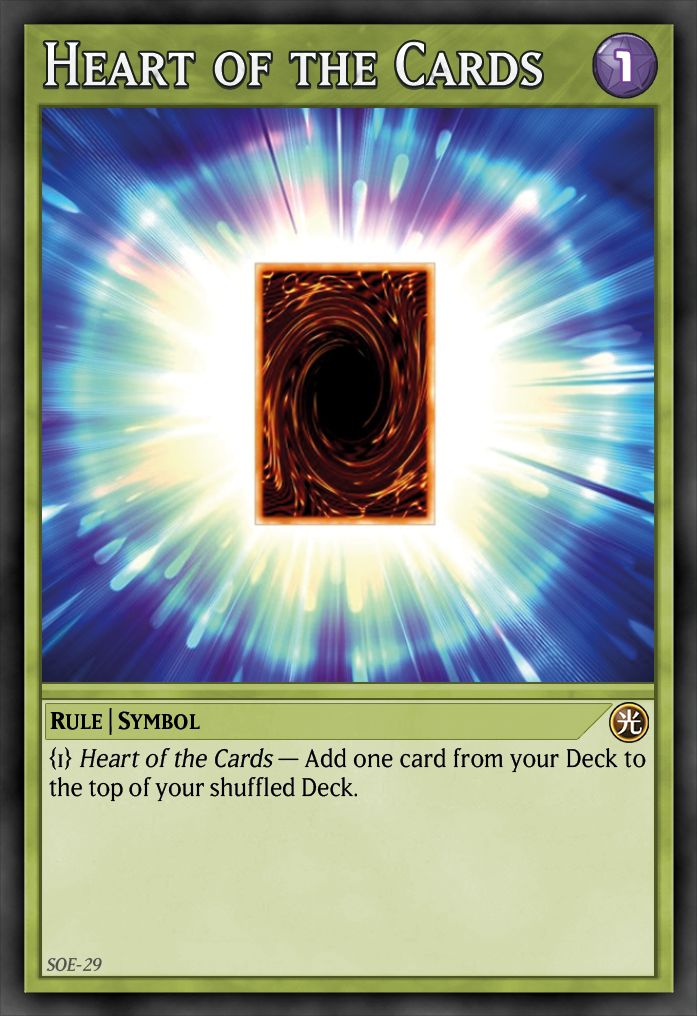 Heart of the Cards
1
Rule | Symbol
光
{1} Heart of the Cards — Add one card from your Deck to
the top of your shuffled Deck.
SOE-29